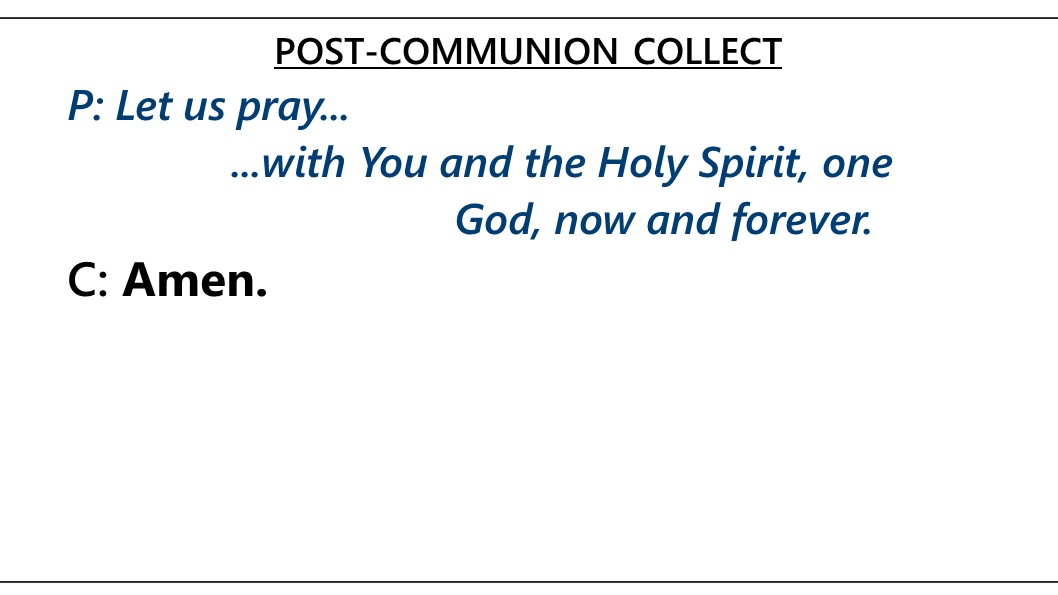 POST-COMMUNION COLLECT
P: Let us pray...
...with You and the Holy Spirit, one
God, now and forever.
C: Amen.